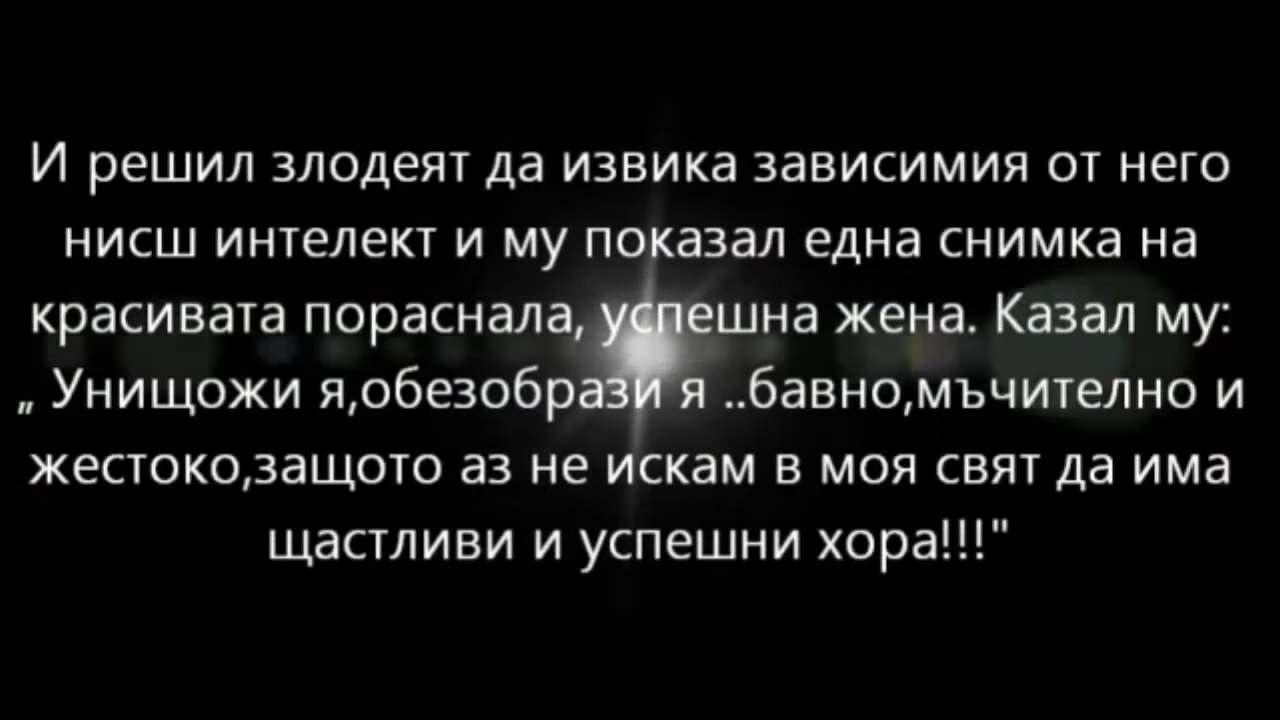 И решил злодеят да извика зависимия от него
нисш интелект и му показал една снимка на
красивата пораснала, успешна жена. Казал му:
„ Унищожи я,обезобрази я ..бавно,мъчително и
жестоко,защото аз не искам в моя свят да има
щастливи и успешни хора!!!"